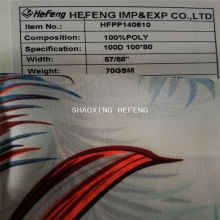 HeFeng HEFENG IMP&EXP CO.,LTD
Item No.: HFPP140610
Composition: 100%POLY
Specification: 100D 100*80
Width: 57/58"
Weight: 70GSM
SHAOXING HEFENG